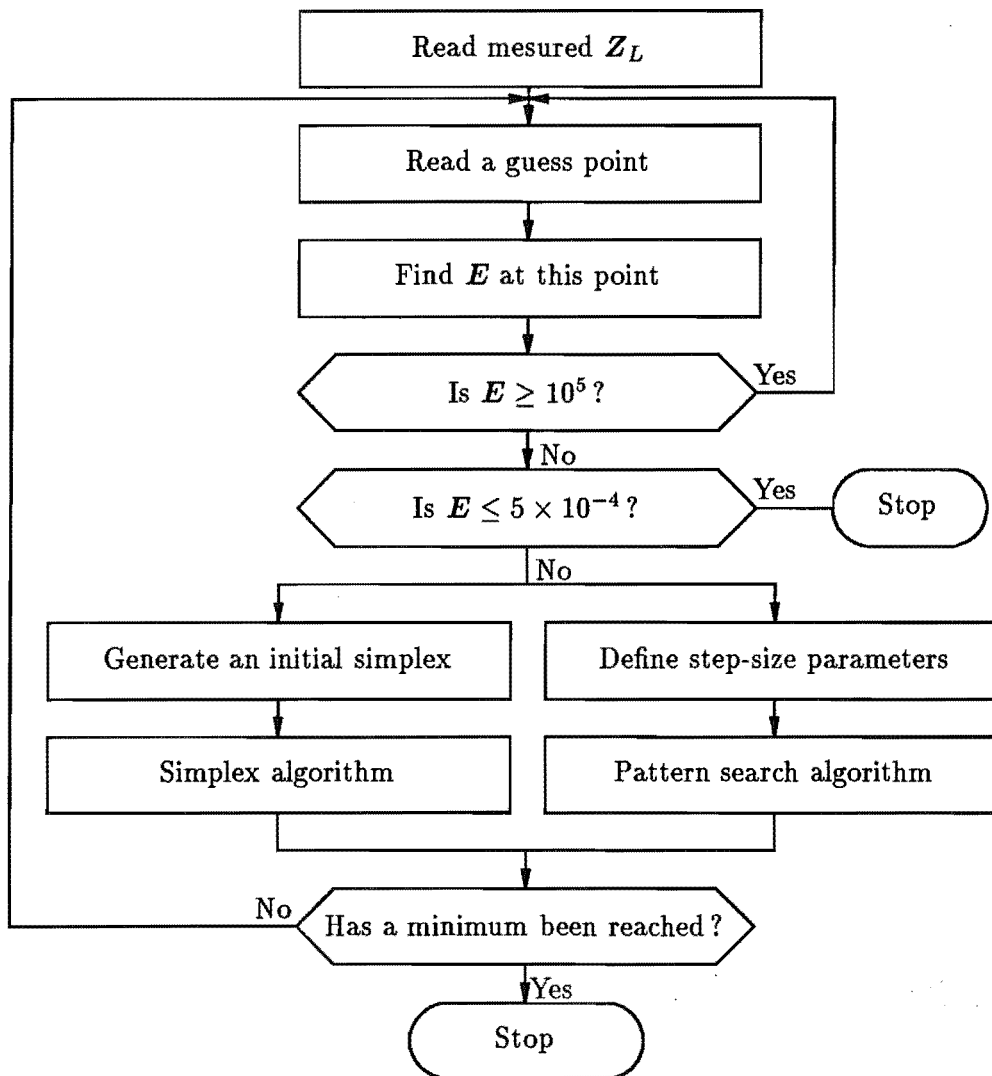 Read mesured Z_L
Read a guess point
Find E at this point
Is E ≥ 10⁵ ?
Yes
No
Is E ≤ 5 × 10⁻⁴ ?
Yes
Stop
No
Generate an initial simplex
Define step-size parameters
Simplex algorithm
Pattern search algorithm
No
Has a minimum been reached ?
Yes
Stop